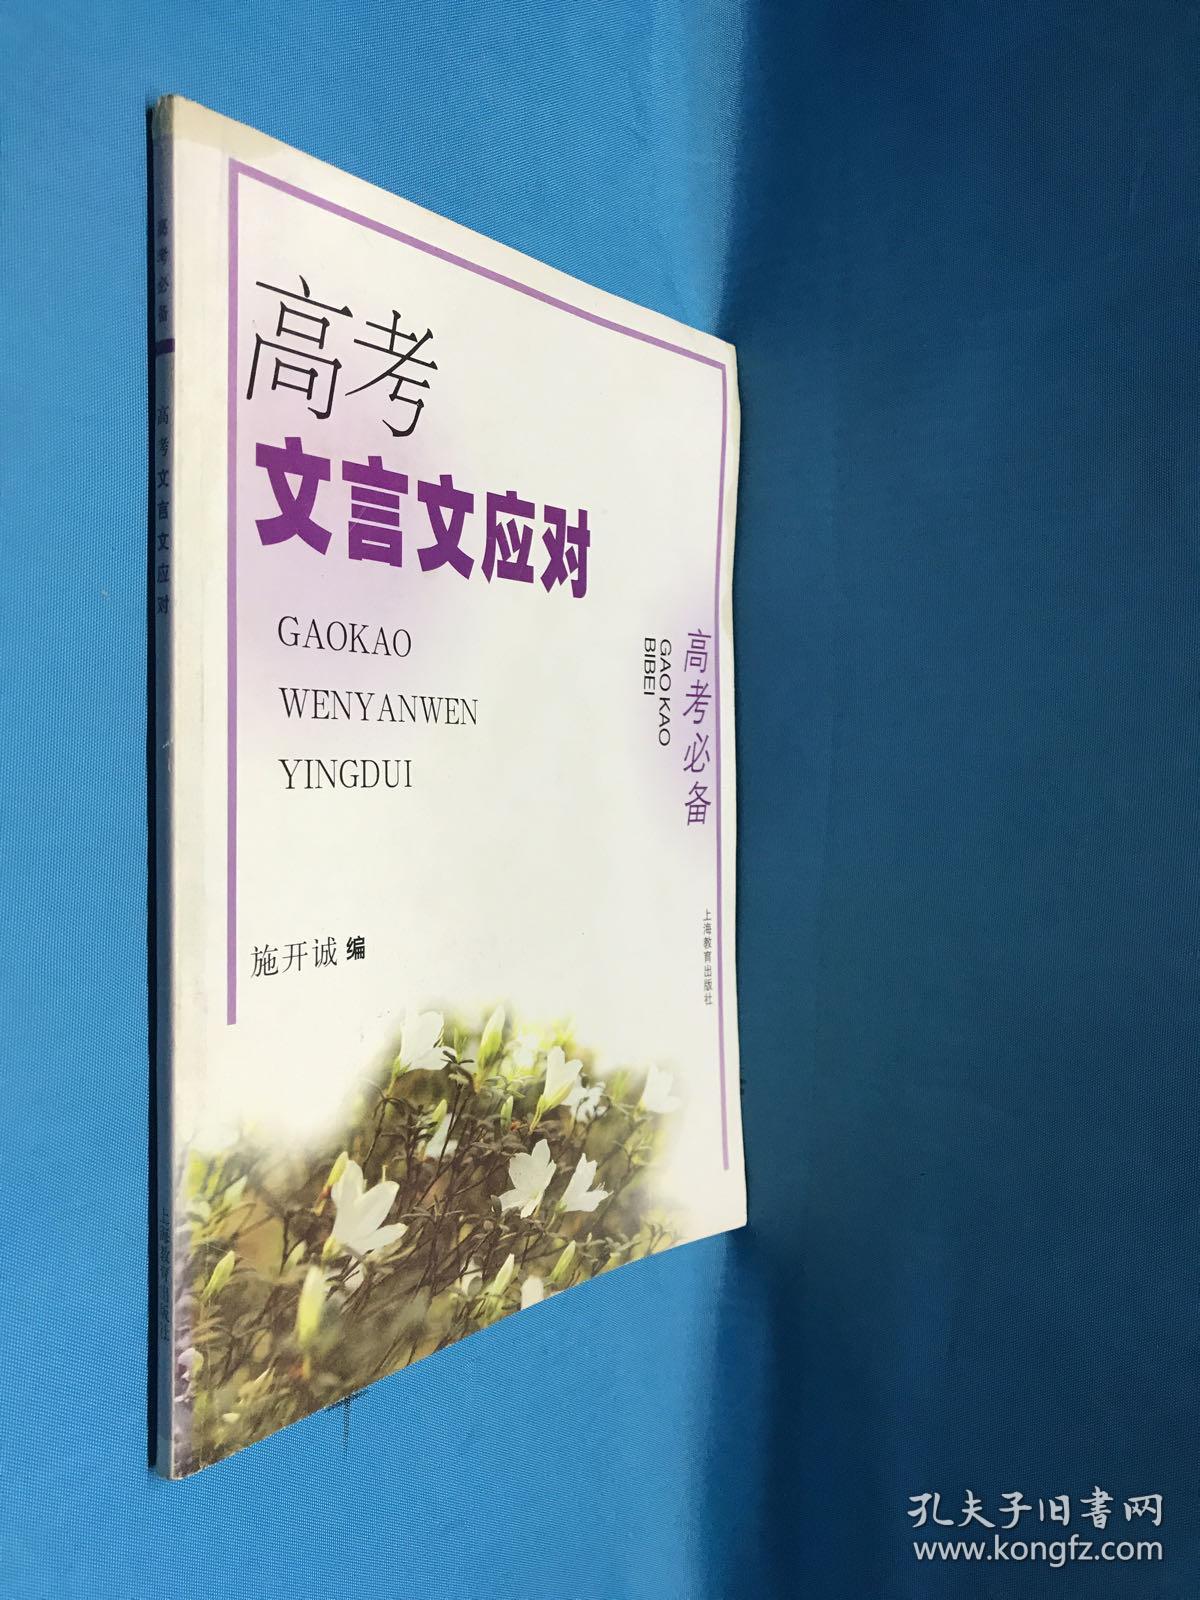 高考
文言文应对
GAOKAO
WENYANWEN
YINGDUI
高考必备
GAO KAO
BIBEI
施开诚 编
上海教育出版社
高考必备
高考文言文应对
上海教育出版社
孔夫子旧书网
www.kongfz.com